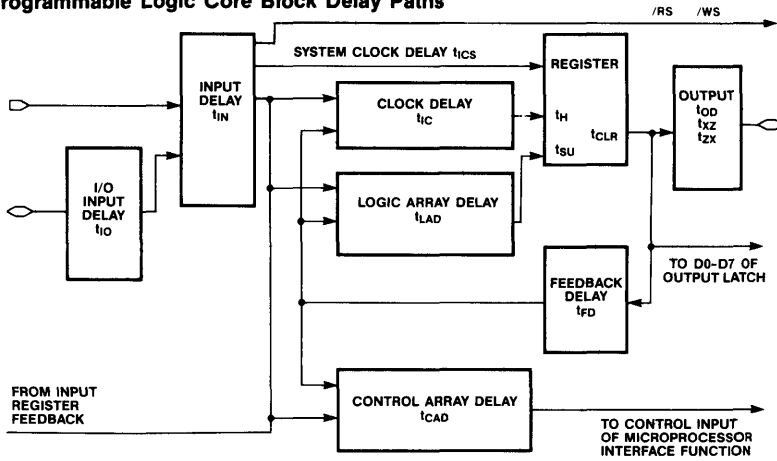 Programmable Logic Core Block Delay Paths
/RS /WS
SYSTEM CLOCK DELAY tICS
INPUT
DELAY
tIN
CLOCK DELAY
tIC
REGISTER
tH
tCLR
tSU
OUTPUT
tOD
tXZ
tZX
I/O
INPUT
DELAY
tIO
LOGIC ARRAY DELAY
tLAD
FEEDBACK
DELAY
tFD
TO D0-D7 OF
OUTPUT LATCH
FROM INPUT
REGISTER
FEEDBACK
CONTROL ARRAY DELAY
tCAD
TO CONTROL INPUT
OF MICROPROCESSOR
INTERFACE FUNCTION